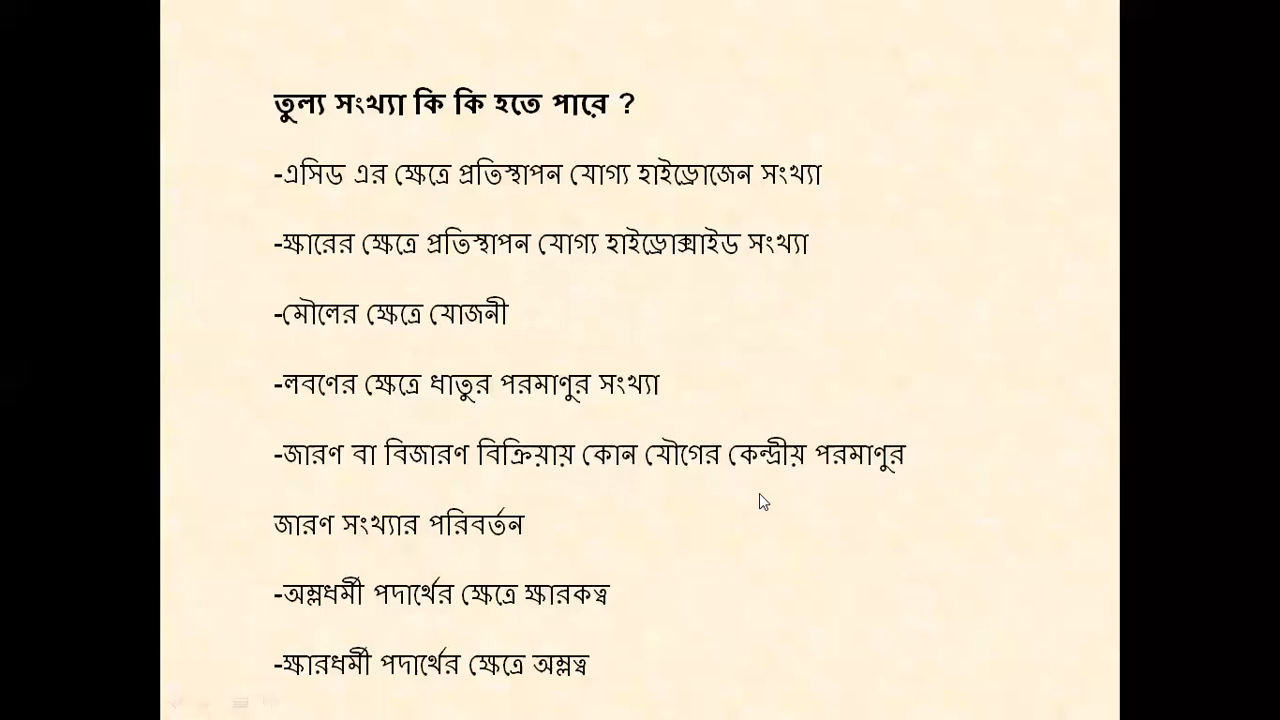 তুল্য সংখ্যা কি কি হতে পারে ?
-এসিড এর ক্ষেত্রে প্রতিস্থাপন যোগ্য হাইড্রোজেন সংখ্যা
-ক্ষারের ক্ষেত্রে প্রতিস্থাপন যোগ্য হাইড্রোক্সাইড সংখ্যা
-মৌলের ক্ষেত্রে যোজনী
-লবণের ক্ষেত্রে ধাতুর পরমাণুর সংখ্যা
-জারণ বা বিজারণ বিক্রিয়ায় কোন যৌগের কেন্দ্রীয় পরমাণুর
জারণ সংখ্যার পরিবর্তন
-অম্লধর্মী পদার্থের ক্ষেত্রে ক্ষারকত্ব
-ক্ষারধর্মী পদার্থের ক্ষেত্রে অম্লত্ব